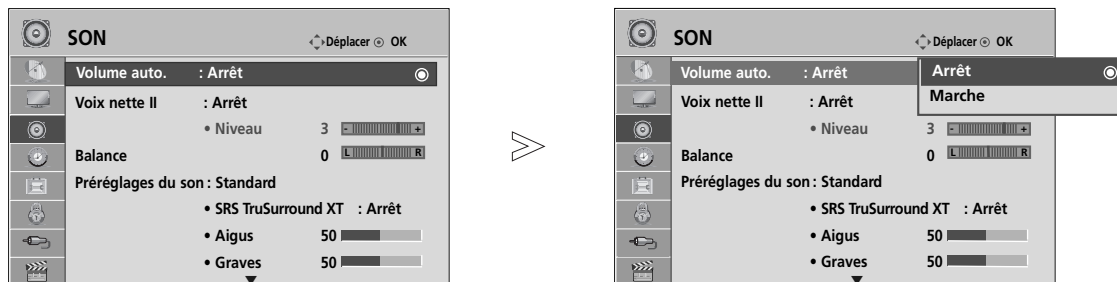 SON
Déplacer OK
Volume auto. : Arrêt
Voix nette II : Arrêt
• Niveau 3 - +
Balance 0 L R
Préréglages du son : Standard
• SRS TruSurround XT : Arrêt
• Aigus 50
• Graves 50
SON
Déplacer OK
Volume auto. : Arrêt
Arrêt
Marche
Voix nette II : Arrêt
• Niveau 3 - +
Balance 0 L R
Préréglages du son : Standard
• SRS TruSurround XT : Arrêt
• Aigus 50
• Graves 50